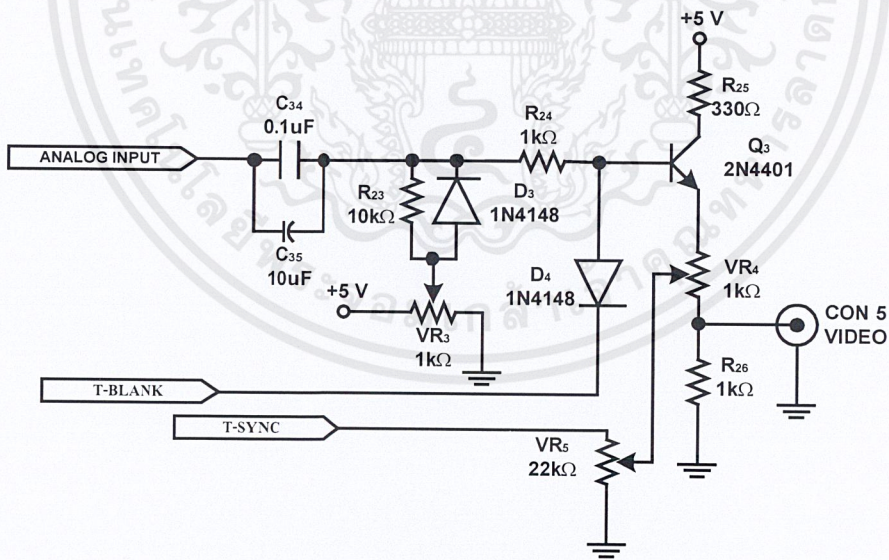 +5 V
R25
330Ω
C34
0.1uF
R24
1kΩ
Q3
2N4401
ANALOG INPUT
R23
10kΩ
D3
1N4148
C35
10uF
D4
1N4148
VR4
1kΩ
+5 V
CON 5
VIDEO
VR3
1kΩ
R26
1kΩ
T-BLANK
T-SYNC
VR5
22kΩ